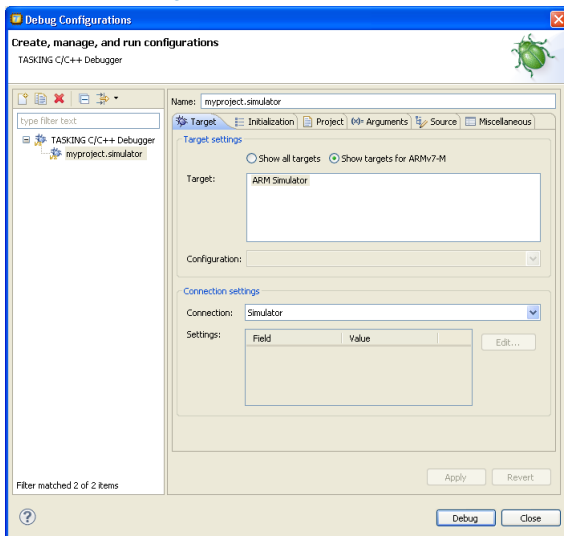 Debug Configurations
Create, manage, and run configurations
TASKING C/C++ Debugger
Name: myproject.simulator
type filter text
TASKING C/C++ Debugger
myproject.simulator
Target Initialization Project (x)= Arguments Source Miscellaneous
Target settings
Show all targets Show targets for ARMv7-M
Target: ARM Simulator
Configuration:
Connection settings
Connection: Simulator
Settings: Field Value
Edit...
Filter matched 2 of 2 items
Apply Revert
? Debug Close